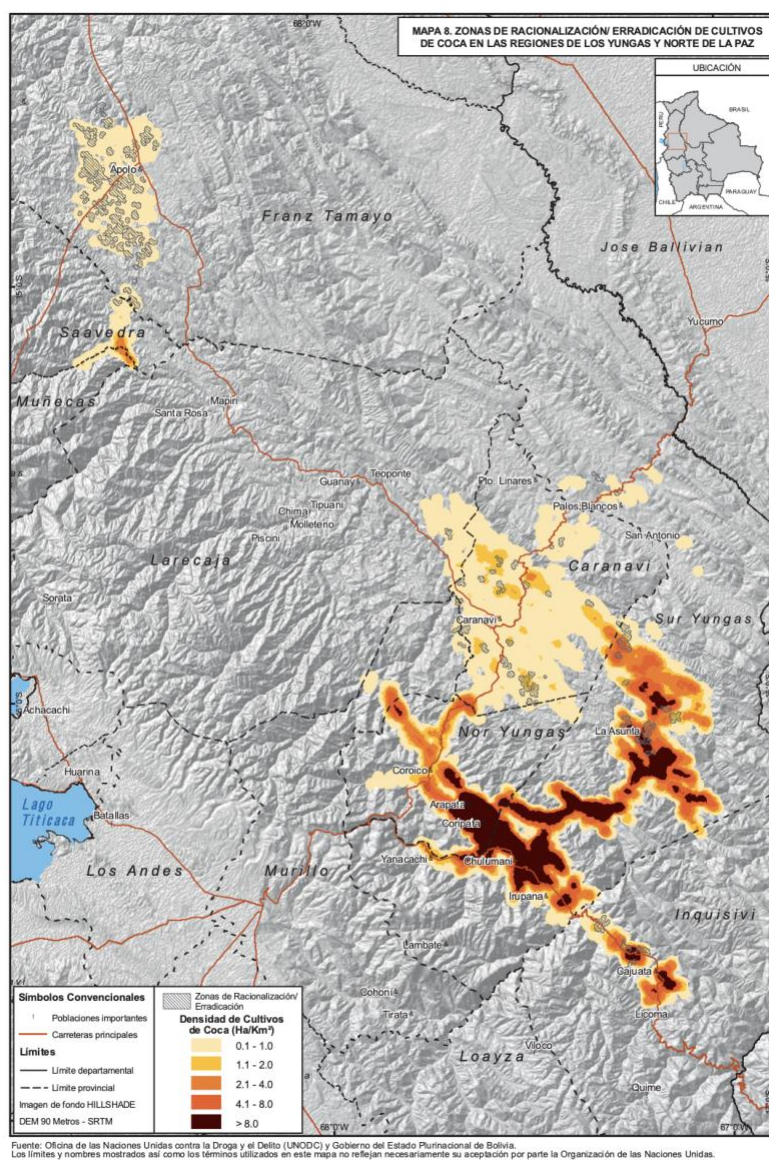 MAPA 8. ZONAS DE RACIONALIZACIÓN/ ERRADICACIÓN DE CULTIVOS
DE COCA EN LAS REGIONES DE LOS YUNGAS Y NORTE DE LA PAZ
68°0'W
UBICACIÓN
PERU
BRASIL
CHILE
PARAGUAY
ARGENTINA
Apolo
Franz Tamayo
Jose Ballivian
15°0'S
15°0'S
Yucumo
Saavedra
Muñecas
Santa Rosa
Mapiri
Guanay
Teoponte
Pto. Linares
Tipuani
Chima
Molleterio
Piscini
Palos Blancos
San Antonio
Larecaja
Caranavi
Sorata
Caranavi
Sur Yungas
Achacachi
Nor Yungas
La Asunta
Huarina
Coroico
Lago
Titicaca
Batallas
Arapata
Coripata
Los Andes
Murillo
Yanacachi
Chulumani
Irupana
Inquisivi
Lambate
Cajuata
Cohoni
Licoma
Tirata
Loayza
Viloco
Quime
Símbolos Convencionales
Poblaciones importantes
Carreteras principales
Límites
Límite departamental
Límite provincial
Imagen de fondo HILLSHADE
DEM 90 Metros - SRTM
Zonas de Racionalización/
Erradicación
Densidad de Cultivos
de Coca (Ha/Km²)
0.1 - 1.0
1.1 - 2.0
2.1 - 4.0
4.1 - 8.0
> 8.0
68°0'W
67°0'W
Fuente: Oficina de las Naciones Unidas contra la Droga y el Delito (UNODC) y Gobierno del Estado Plurinacional de Bolivia.
Los límites y nombres mostrados así como los términos utilizados en este mapa no reflejan necesariamente su aceptación por parte la Organización de las Naciones Unidas.